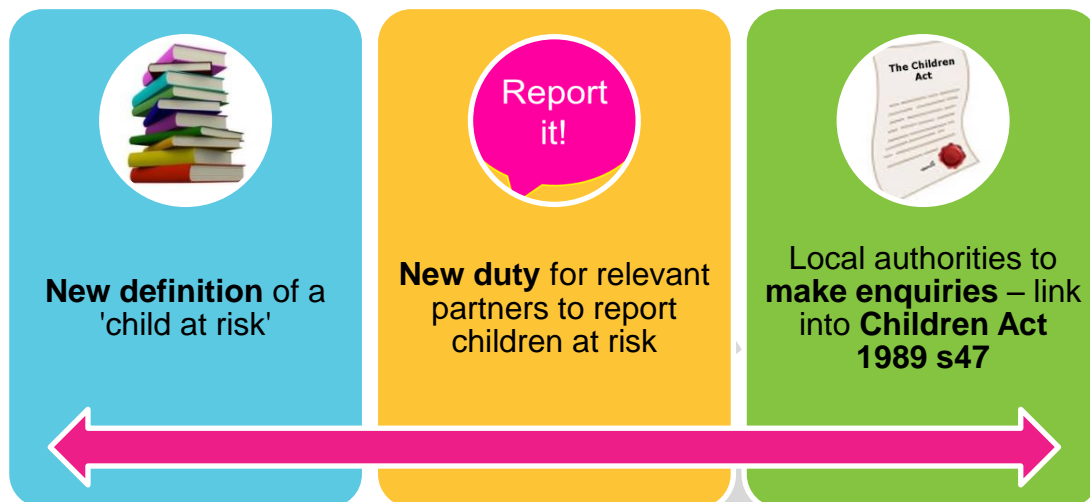 Report
it!
The Children
Act
New definition of a
'child at risk'
New duty for relevant
partners to report
children at risk
Local authorities to
make enquiries – link
into Children Act
1989 s47